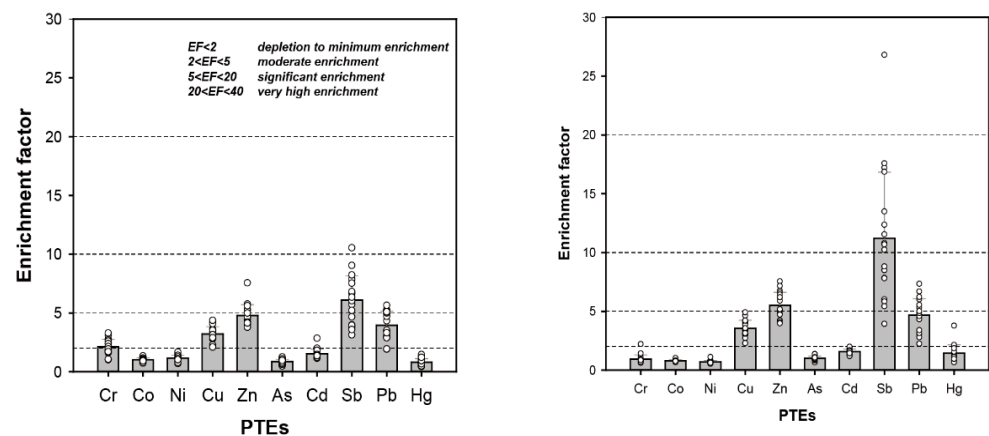 30
25
20
15
10
5
0
Enrichment factor
EF<2 depletion to minimum enrichment
2<EF<5 moderate enrichment
5<EF<20 significant enrichment
20<EF<40 very high enrichment
Cr Co Ni Cu Zn As Cd Sb Pb Hg
PTEs
30
25
20
15
10
5
0
Enrichment factor
Cr Co Ni Cu Zn As Cd Sb Pb Hg
PTEs